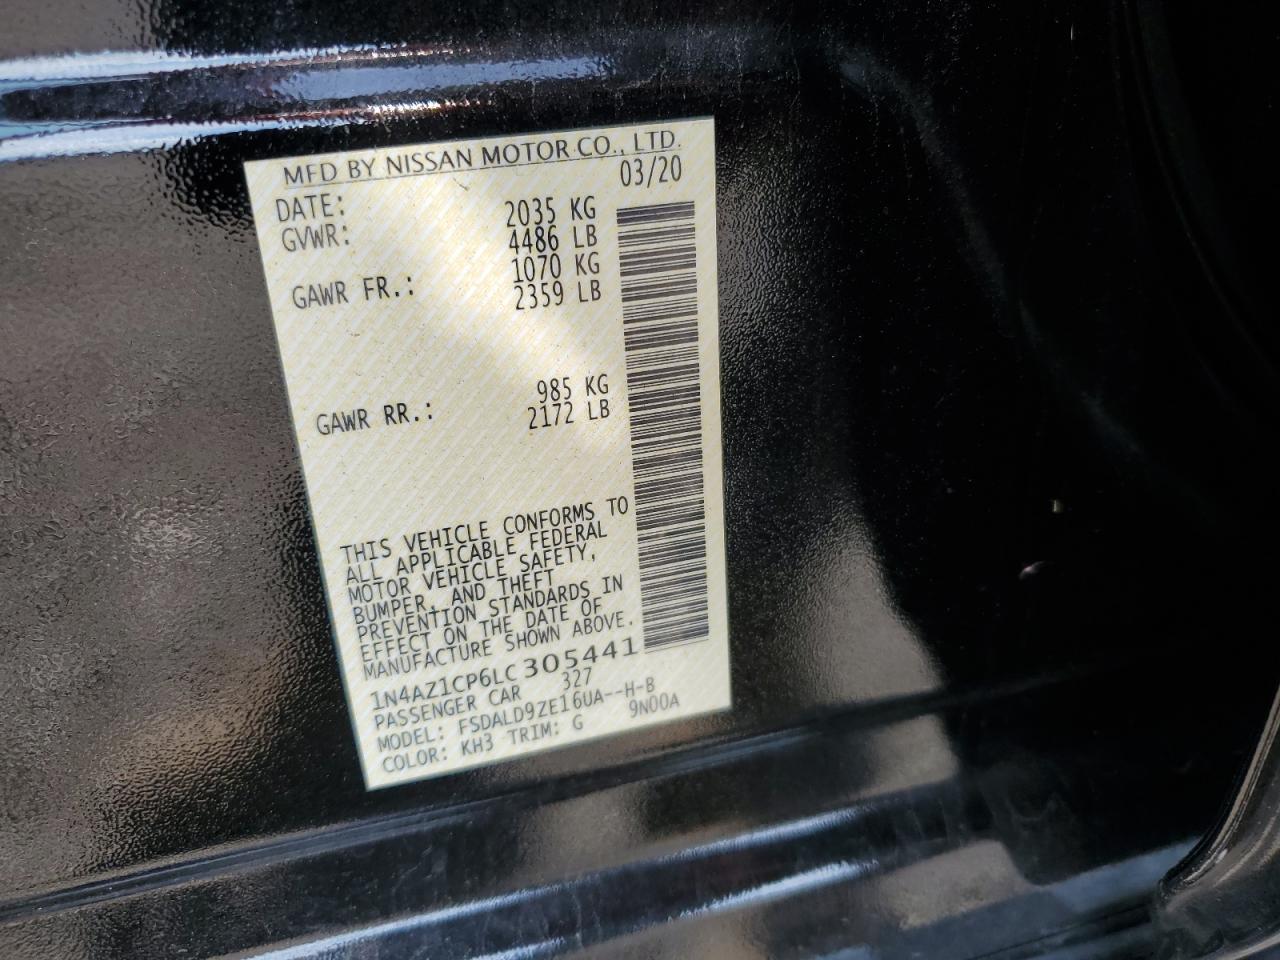 MFD BY NISSAN MOTOR CO., LTD.
DATE: 03/20
GVWR: 2035 KG
4486 LB
GAWR FR.: 1070 KG
2359 LB
GAWR RR.: 985 KG
2172 LB
THIS VEHICLE CONFORMS TO
ALL APPLICABLE FEDERAL
MOTOR VEHICLE SAFETY,
BUMPER, AND THEFT
PREVENTION STANDARDS IN
EFFECT ON THE DATE OF
MANUFACTURE SHOWN ABOVE.
1N4AZ1CP6LC305441
PASSENGER CAR 327
MODEL: FSDALD9ZE16UA--H-B
COLOR: KH3 TRIM: G 9N00A